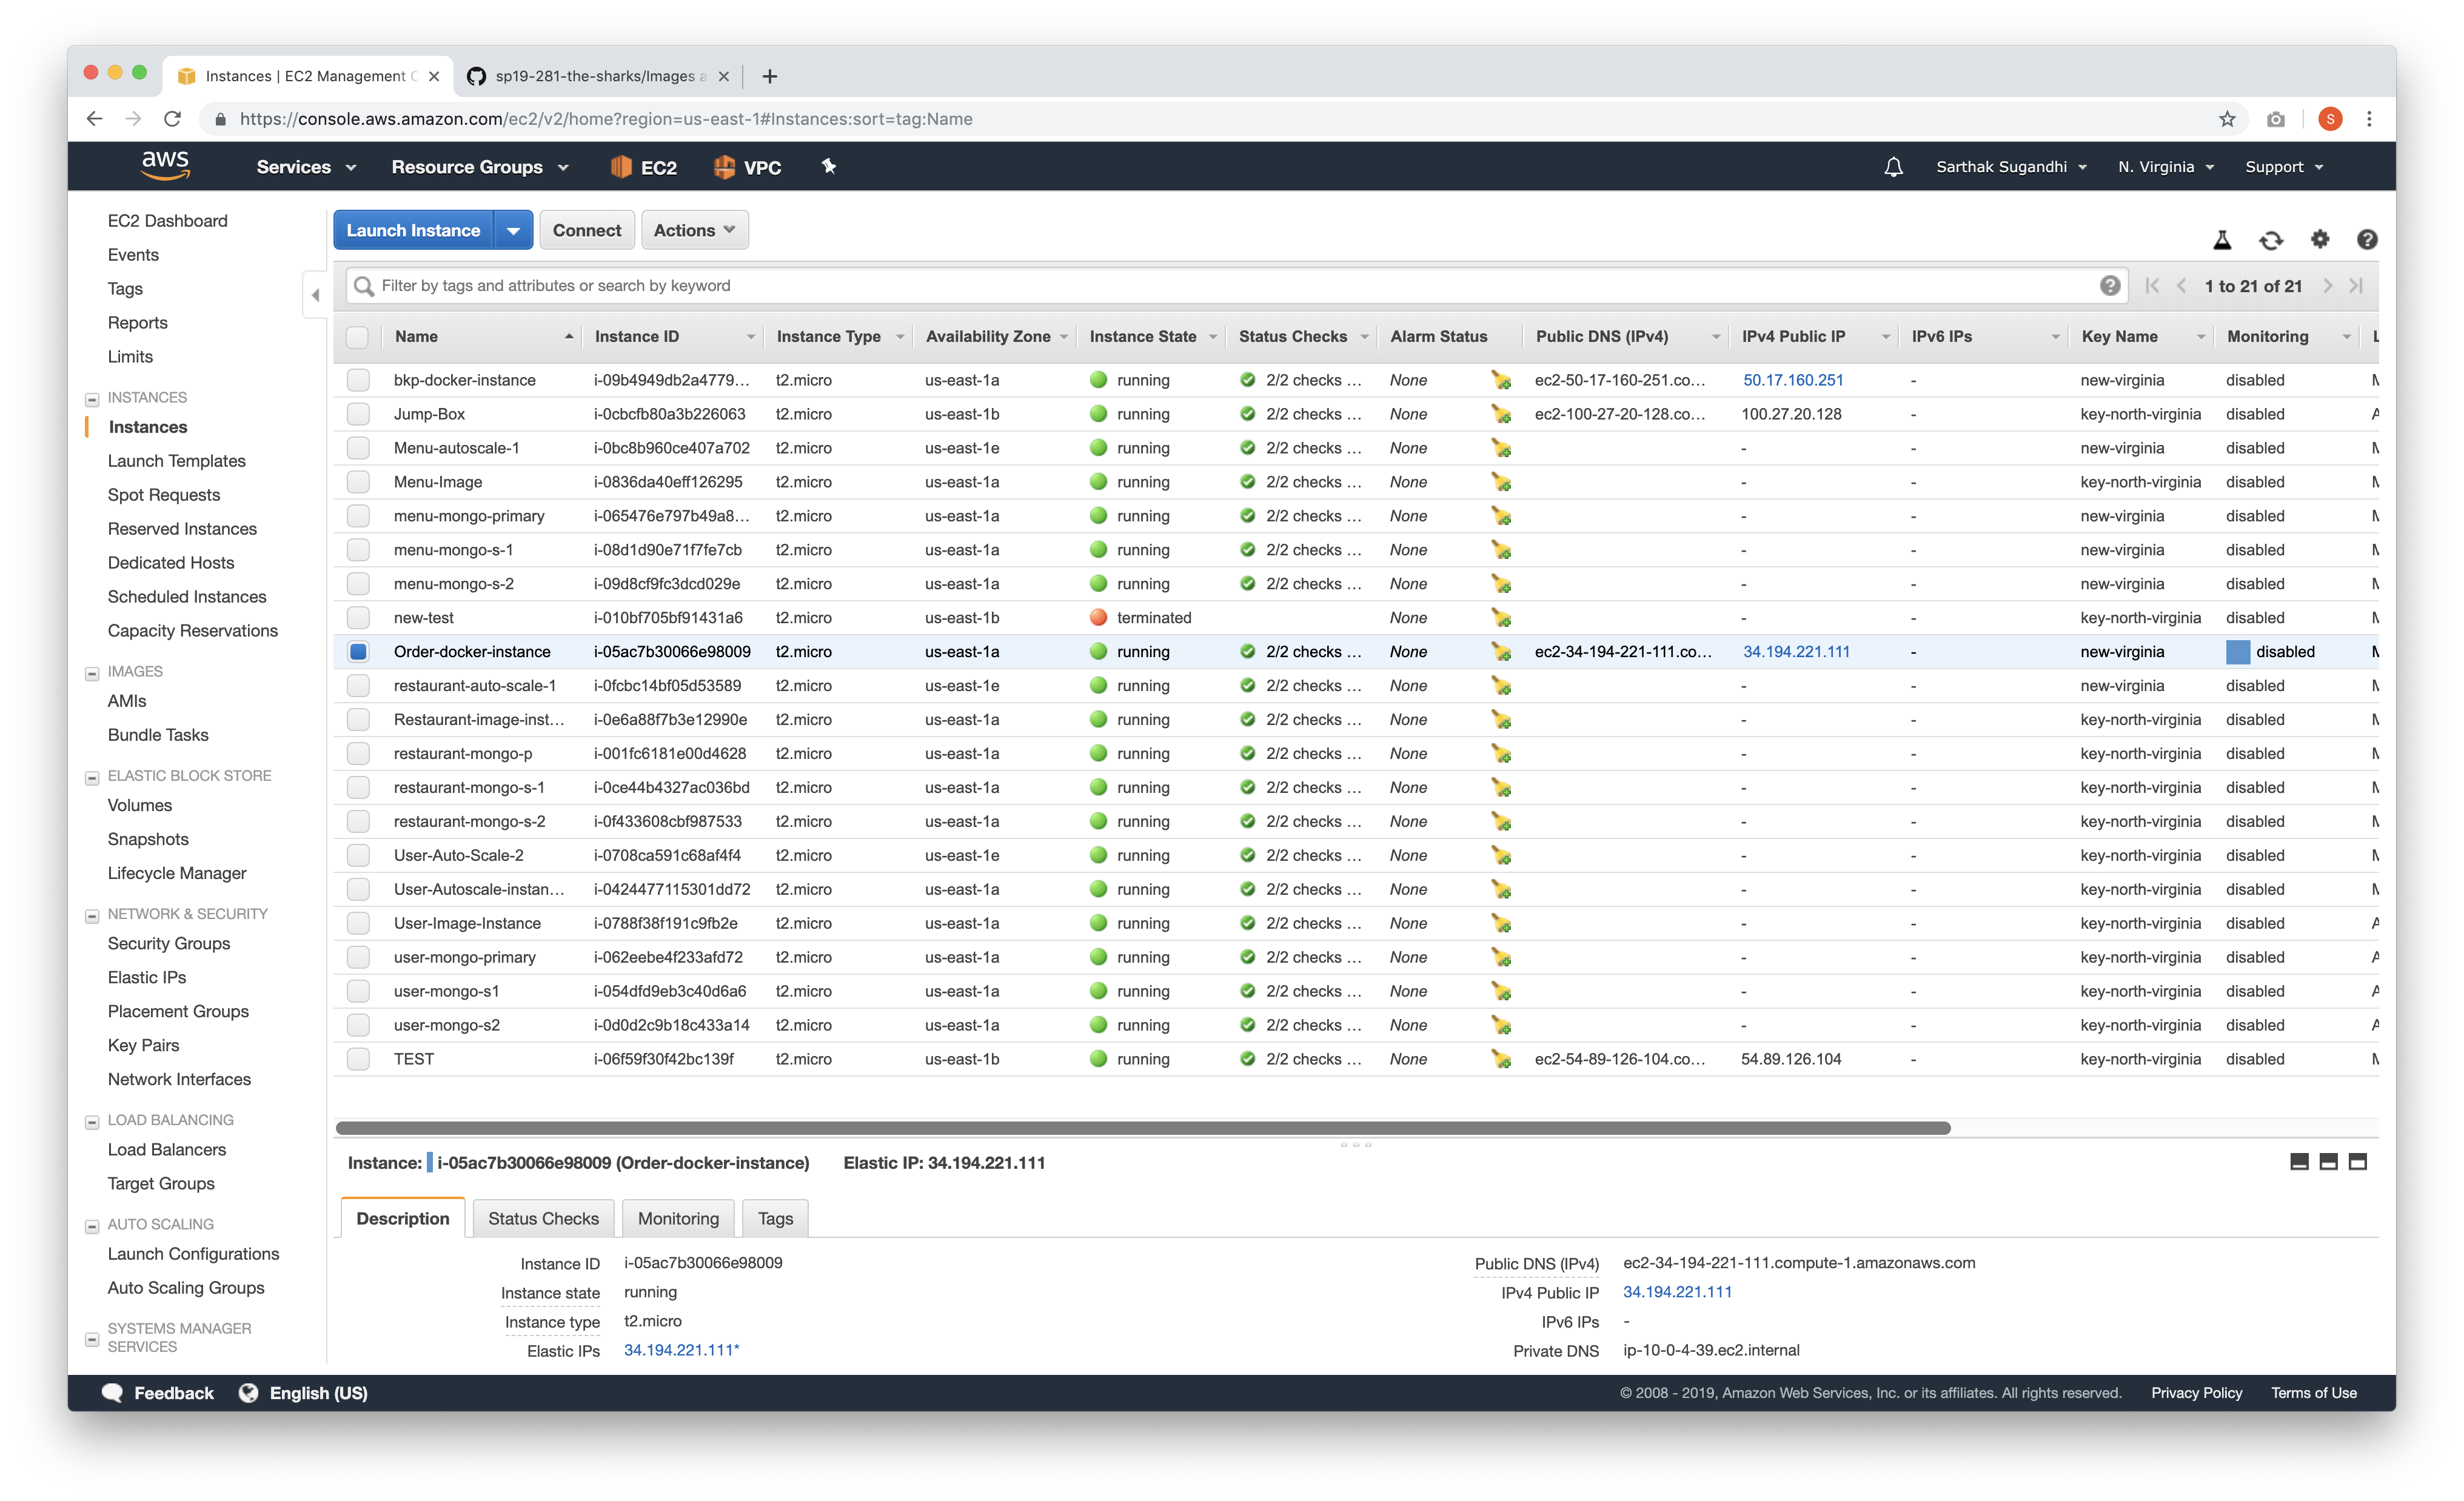 Instances | EC2 Management C
sp19-281-the-sharks/Images a
https://console.aws.amazon.com/ec2/v2/home?region=us-east-1#Instances:sort=tag:Name
S
aws Services Resource Groups EC2 VPC Sarthak Sugandhi N. Virginia Support
EC2 Dashboard
Events
Tags
Reports
Limits
INSTANCES
Instances
Launch Templates
Spot Requests
Reserved Instances
Dedicated Hosts
Scheduled Instances
Capacity Reservations
IMAGES
AMIs
Bundle Tasks
ELASTIC BLOCK STORE
Volumes
Snapshots
Lifecycle Manager
NETWORK & SECURITY
Security Groups
Elastic IPs
Placement Groups
Key Pairs
Network Interfaces
LOAD BALANCING
Load Balancers
Target Groups
AUTO SCALING
Launch Configurations
Auto Scaling Groups
SYSTEMS MANAGER
SERVICES
Launch Instance Connect Actions
Filter by tags and attributes or search by keyword
1 to 21 of 21
Name Instance ID Instance Type Availability Zone Instance State Status Checks Alarm Status Public DNS (IPv4) IPv4 Public IP IPv6 IPs Key Name Monitoring
bkp-docker-instance i-09b4949db2a4779... t2.micro us-east-1a running 2/2 checks ... None ec2-50-17-160-251.co... 50.17.160.251 - new-virginia disabled
Jump-Box i-0cbcfb80a3b226063 t2.micro us-east-1b running 2/2 checks ... None ec2-100-27-20-128.co... 100.27.20.128 - key-north-virginia disabled
Menu-autoscale-1 i-0bc8b960ce407a702 t2.micro us-east-1e running 2/2 checks ... None - - new-virginia disabled
Menu-Image i-0836da40eff126295 t2.micro us-east-1a running 2/2 checks ... None - - key-north-virginia disabled
menu-mongo-primary i-065476e797b49a8... t2.micro us-east-1a running 2/2 checks ... None - - new-virginia disabled
menu-mongo-s-1 i-08d1d90e71f7fe7cb t2.micro us-east-1a running 2/2 checks ... None - - new-virginia disabled
menu-mongo-s-2 i-09d8cf9fc3dcd029e t2.micro us-east-1a running 2/2 checks ... None - - new-virginia disabled
new-test i-010bf705bf91431a6 t2.micro us-east-1b terminated None - - key-north-virginia disabled
Order-docker-instance i-05ac7b30066e98009 t2.micro us-east-1a running 2/2 checks ... None ec2-34-194-221-111.co... 34.194.221.111 - new-virginia disabled
restaurant-auto-scale-1 i-0fcbc14bf05d53589 t2.micro us-east-1e running 2/2 checks ... None - - new-virginia disabled
Restaurant-image-inst... i-0e6a88f7b3e12990e t2.micro us-east-1a running 2/2 checks ... None - - key-north-virginia disabled
restaurant-mongo-p i-001fc6181e00d4628 t2.micro us-east-1a running 2/2 checks ... None - - key-north-virginia disabled
restaurant-mongo-s-1 i-0ce44b4327ac036bd t2.micro us-east-1a running 2/2 checks ... None - - key-north-virginia disabled
restaurant-mongo-s-2 i-0f433608cbf987533 t2.micro us-east-1a running 2/2 checks ... None - - key-north-virginia disabled
User-Auto-Scale-2 i-0708ca591c68af4f4 t2.micro us-east-1e running 2/2 checks ... None - - key-north-virginia disabled
User-Autoscale-instan... i-0424477115301dd72 t2.micro us-east-1a running 2/2 checks ... None - - key-north-virginia disabled
User-Image-Instance i-0788f38f191c9fb2e t2.micro us-east-1a running 2/2 checks ... None - - key-north-virginia disabled
user-mongo-primary i-062eebe4f233afd72 t2.micro us-east-1a running 2/2 checks ... None - - key-north-virginia disabled
user-mongo-s1 i-054dfd9eb3c40d6a6 t2.micro us-east-1a running 2/2 checks ... None - - key-north-virginia disabled
user-mongo-s2 i-0d0d2c9b18c433a14 t2.micro us-east-1a running 2/2 checks ... None - - key-north-virginia disabled
TEST i-06f59f30f42bc139f t2.micro us-east-1b running 2/2 checks ... None ec2-54-89-126-104.co... 54.89.126.104 - key-north-virginia disabled
Instance: i-05ac7b30066e98009 (Order-docker-instance) Elastic IP: 34.194.221.111
Description Status Checks Monitoring Tags
Instance ID i-05ac7b30066e98009 Public DNS (IPv4) ec2-34-194-221-111.compute-1.amazonaws.com
Instance state running IPv4 Public IP 34.194.221.111
Instance type t2.micro IPv6 IPs -
Elastic IPs 34.194.221.111* Private DNS ip-10-0-4-39.ec2.internal
Feedback English (US) © 2008 - 2019, Amazon Web Services, Inc. or its affiliates. All rights reserved. Privacy Policy Terms of Use